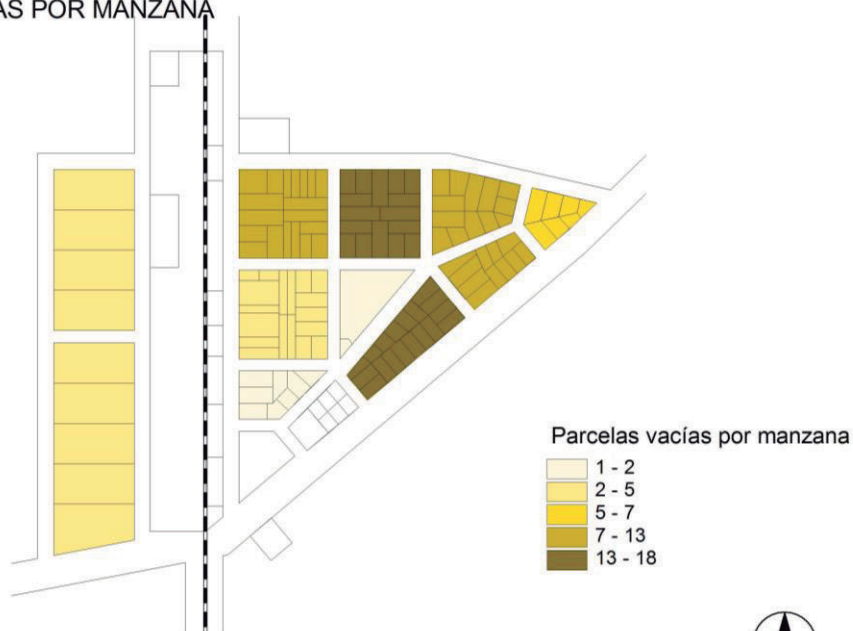 AS POR MANZANA
Parcelas vacías por manzana
1 - 2
2 - 5
5 - 7
7 - 13
13 - 18